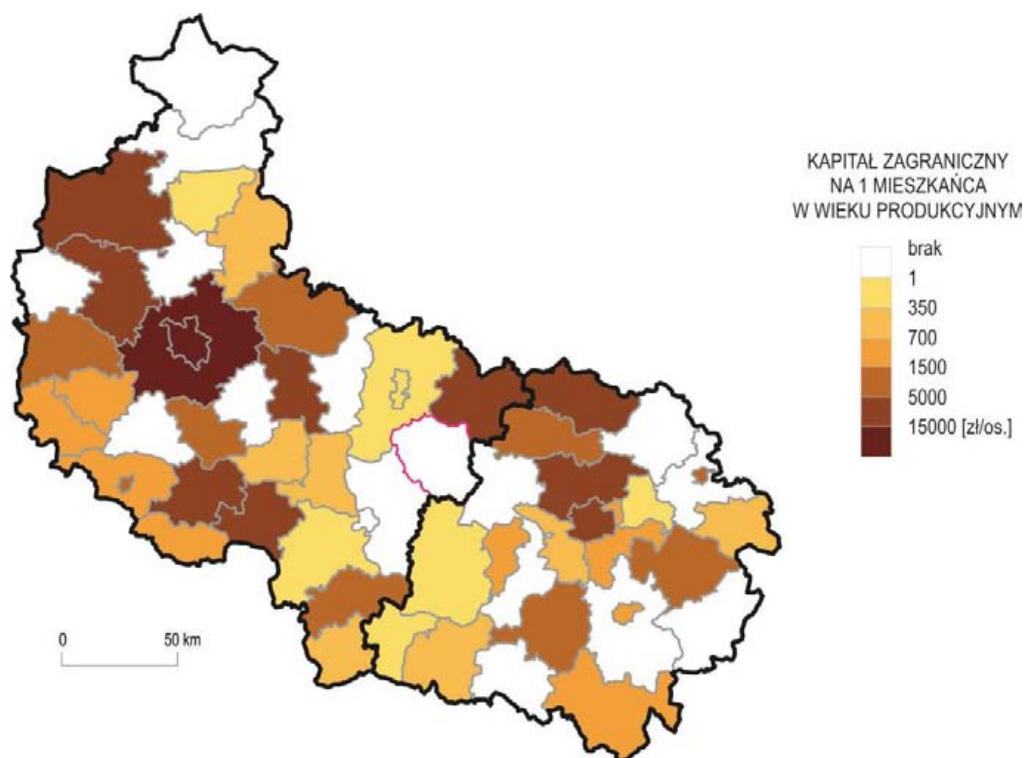 KAPITAŁ ZAGRANICZNY
NA 1 MIESZKAŃCA
W WIEKU PRODUKCYJNYM
brak
1
350
700
1500
5000
15000 [zł/os.]
0 50 km